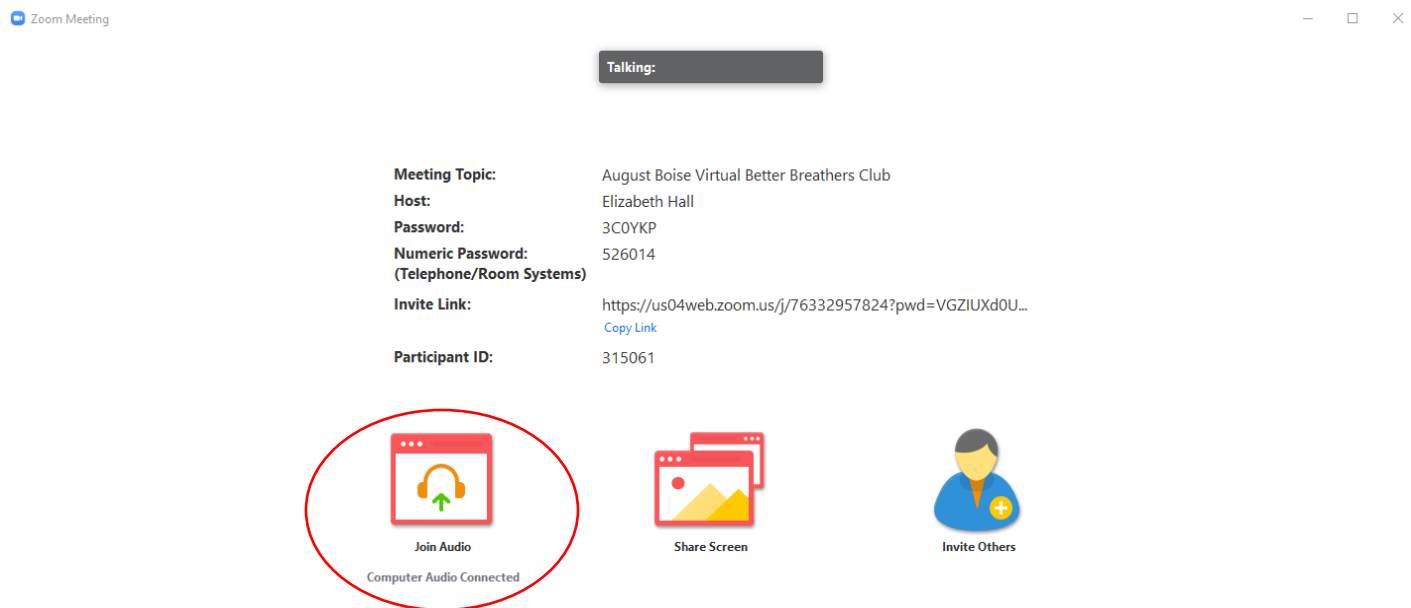 Zoom Meeting
Talking:
Meeting Topic: August Boise Virtual Better Breathers Club
Host: Elizabeth Hall
Password: 3C0YKP
Numeric Password: 526014
(Telephone/Room Systems)
Invite Link: https://us04web.zoom.us/j/76332957824?pwd=VGZIUXd0U...
Copy Link
Participant ID: 315061
Join Audio Share Screen Invite Others
Computer Audio Connected